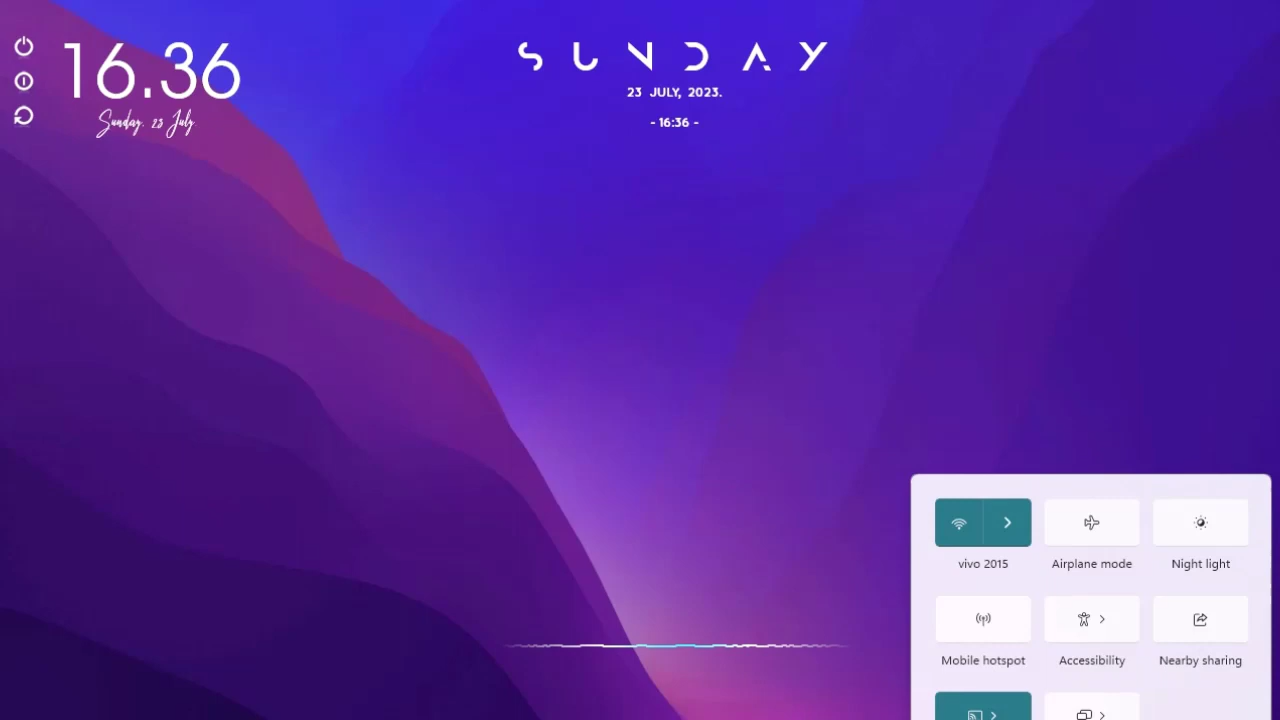 16.36
Sunday, 23 July
SUNDAY
23 JULY, 2023.
- 16:36 -
vivo 2015
Airplane mode
Night light
Mobile hotspot
Accessibility
Nearby sharing